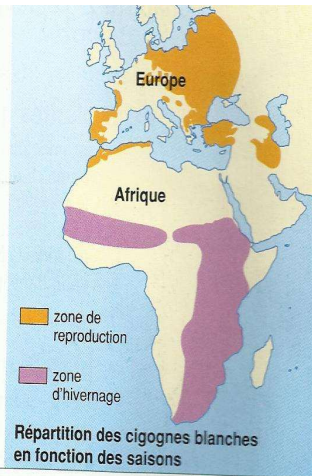 Europe
Afrique
zone de
reproduction
zone
d'hivernage
Répartition des cigognes blanches
en fonction des saisons